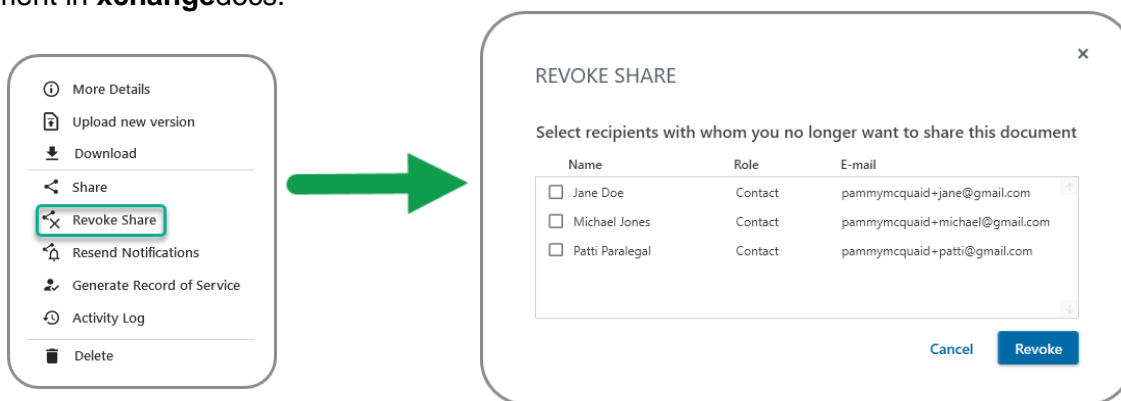 ment in xchangedocs.
More Details
Upload new version
Download
Share
Revoke Share
Resend Notifications
Generate Record of Service
Activity Log
Delete
×
REVOKE SHARE
Select recipients with whom you no longer want to share this document
Name Role E-mail
Jane Doe Contact pammymcquaid+jane@gmail.com
Michael Jones Contact pammymcquaid+michael@gmail.com
Patti Paralegal Contact pammymcquaid+patti@gmail.com
Cancel Revoke